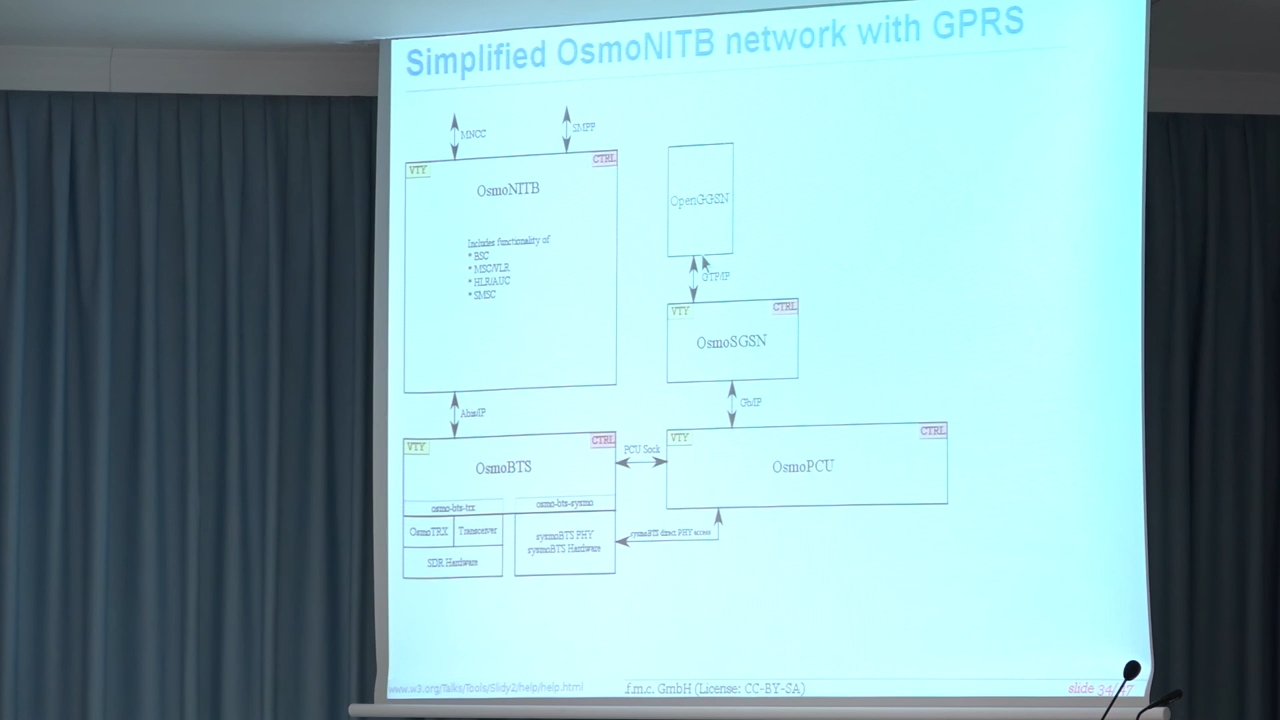 Simplified OsmoNITB network with GPRS
MNCC
SMPP
VTY
CTRL
OsmoNITB
Includes functionality of
* BSC
* MSC/VLR
* HLR/AUC
* SMSC
OpenGGSN
GTP/IP
VTY
CTRL
OsmoSGSN
Abis/IP
Gb/IP
VTY
CTRL
OsmoBTS
PCU Sock
VTY
CTRL
OsmoPCU
osmo-bts-trx
osmo-bts-sysmo
OsmoTRX
Transceiver
SDR Hardware
sysmoBTS PHY
sysmoBTS Hardware
sysmoBTS direct PHY access
www.w3.org/Talks/Tools/Slidy2/help/help.html
.f.m.c. GmbH (License: CC-BY-SA)
slide 34/